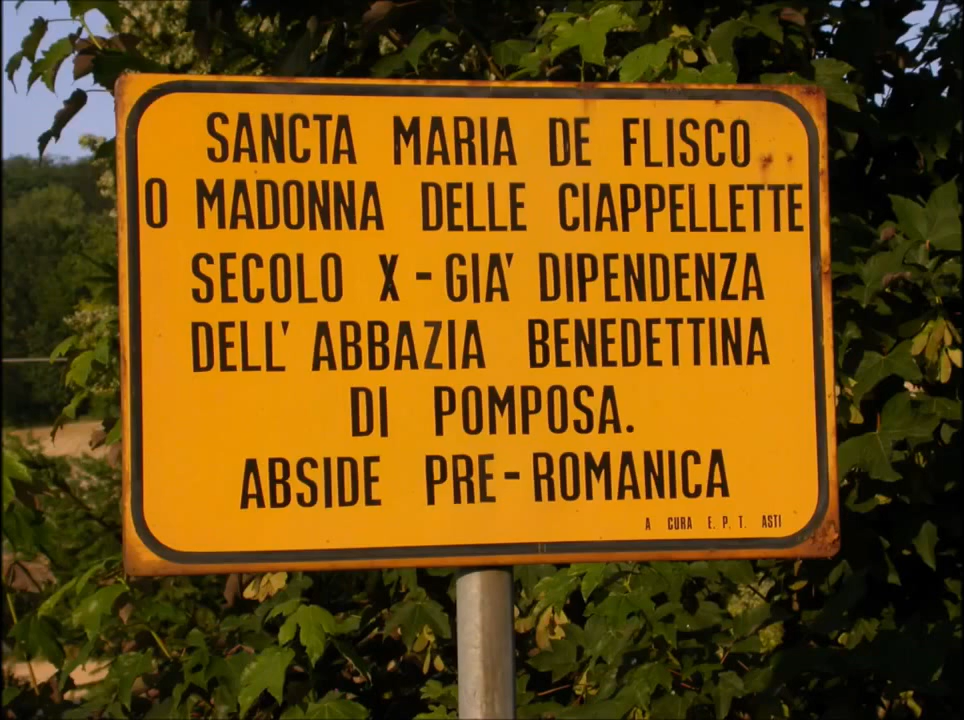 SANCTA MARIA DE FLISCO
O MADONNA DELLE CIAPPELLETTE
SECOLO X - GIA' DIPENDENZA
DELL' ABBAZIA BENEDETTINA
DI POMPOSA.
ABSIDE PRE-ROMANICA
A CURA E.P.T. ASTI